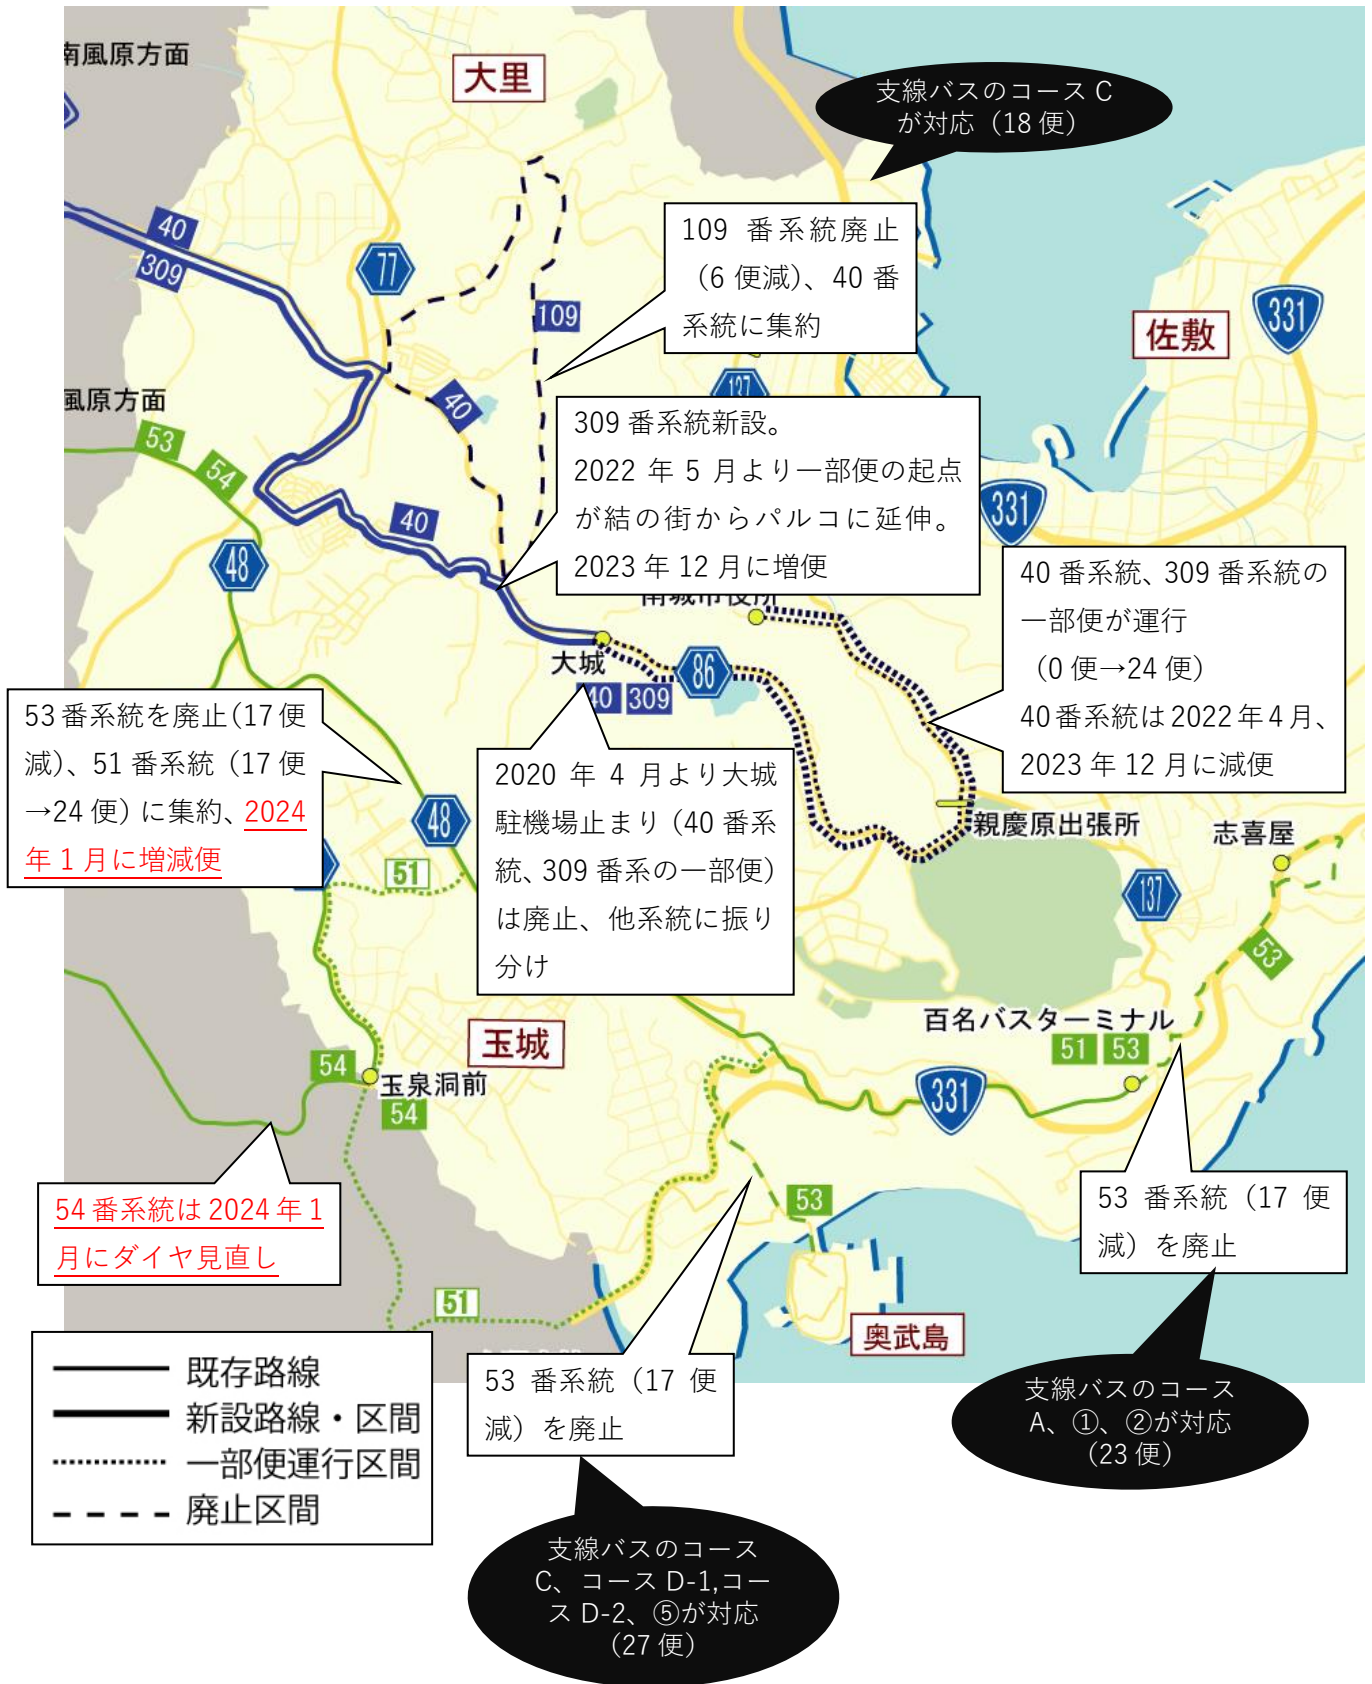 南風原方面
大里
支線バスのコース C
が対応（18 便）
40
309
77
109 番系統廃止
（6 便減）、40 番
系統に集約
109
331
佐敷
137
風原方面
53
54
40
309 番系統新設。
2022 年 5 月より一部便の起点
が結の街からパルコに延伸。
2023 年 12 月に増便
331
40
48
40 番系統、309 番系統の
一部便が運行
（0 便→24 便）
40 番系統は 2022 年 4 月、
2023 年 12 月に減便
南城市役所
大城
40 309
86
53 番系統を廃止（17 便
減）、51 番系統（17 便
→24 便）に集約、2024
年 1 月に増減便
48
2020 年 4 月より大城
駐機場止まり（40 番系
統、309 番系の一部便）
は廃止、他系統に振り
分け
親慶原出張所
志喜屋
51
137
53
百名バスターミナル
51 53
玉城
54
玉泉洞前
54
331
54 番系統は 2024 年 1
月にダイヤ見直し
53
53 番系統（17 便
減）を廃止
51
奥武島
53 番系統（17 便
減）を廃止
既存路線
新設路線・区間
一部便運行区間
廃止区間
支線バスのコース
A、①、②が対応
（23 便）
支線バスのコース
C、コース D-1,コー
ス D-2、⑤が対応
（27 便）